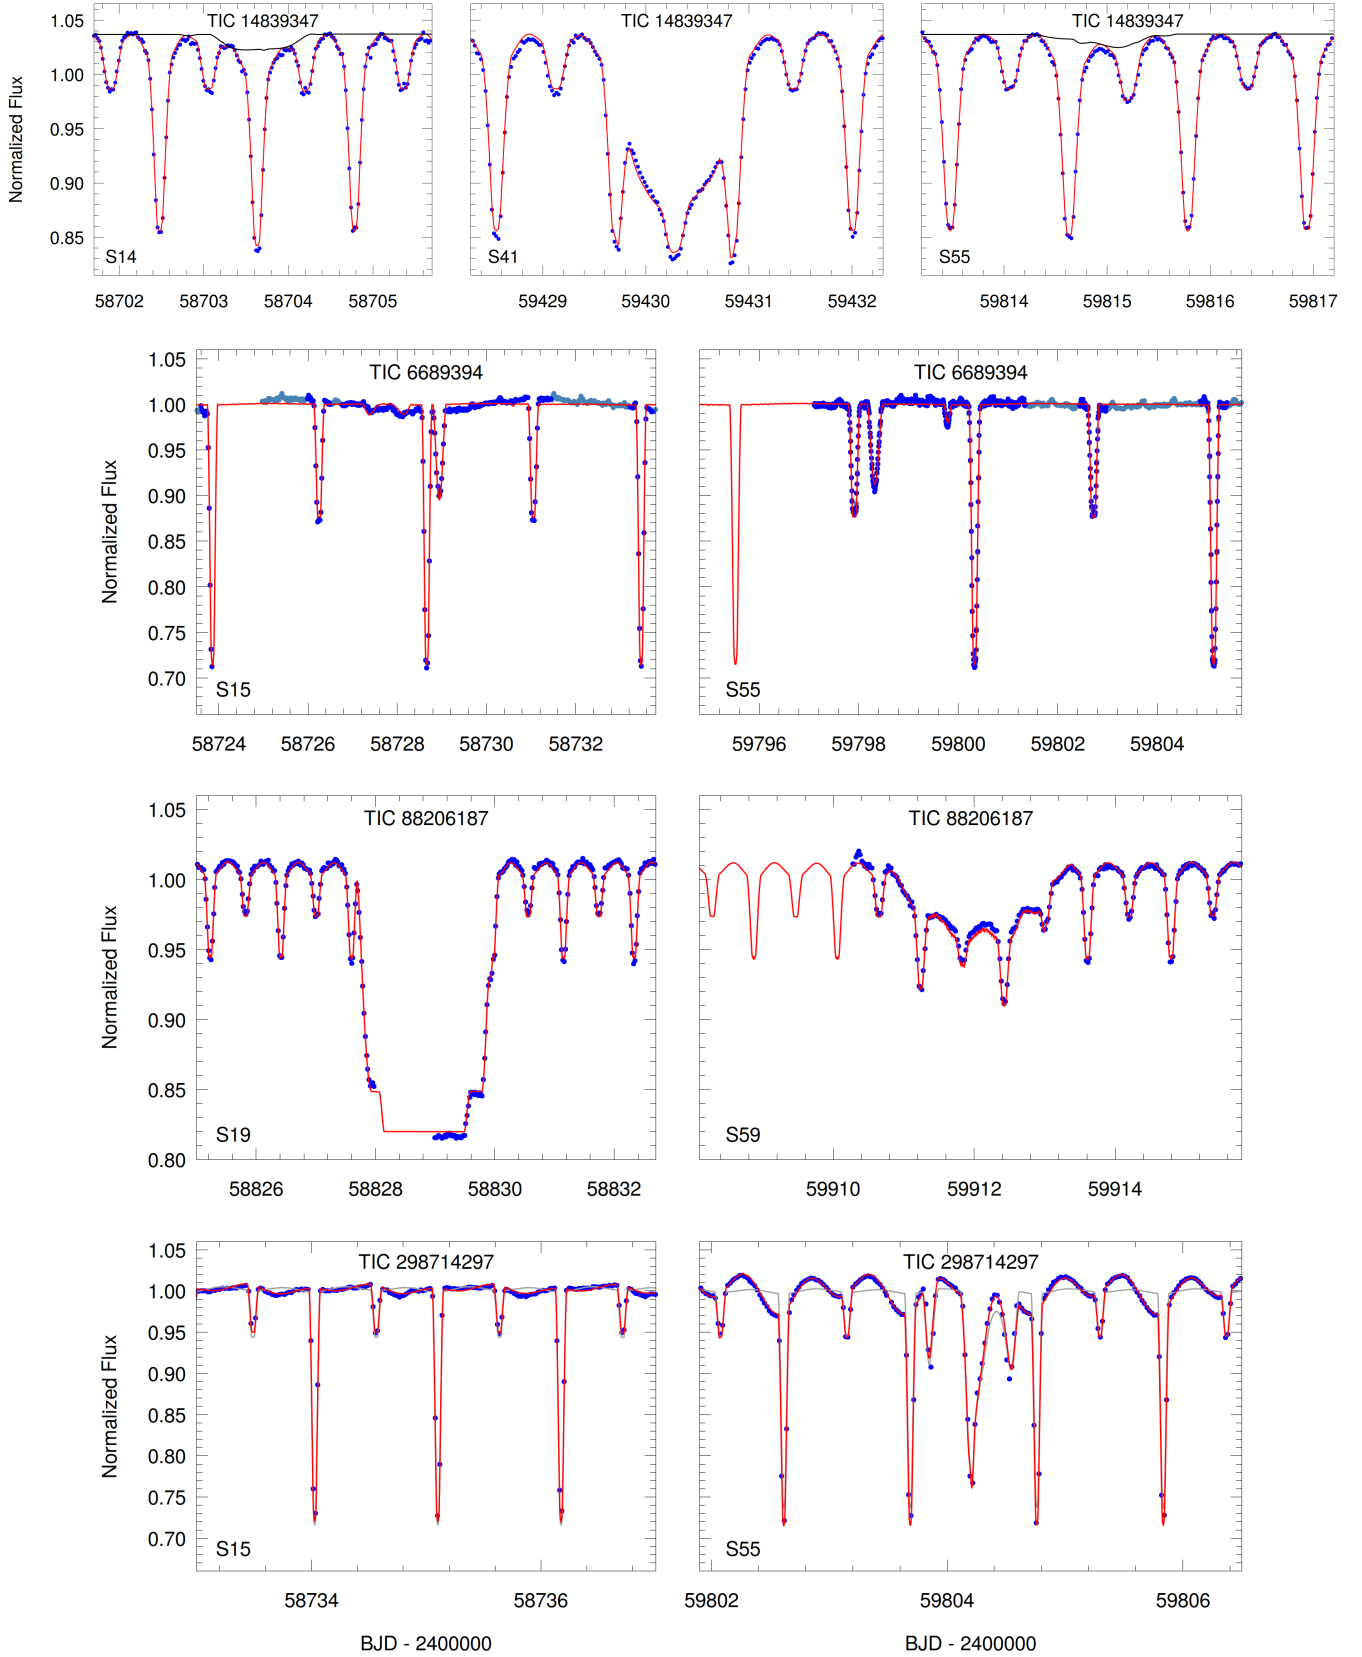 TIC 14839347
TIC 14839347
TIC 14839347
1.05
1.00
0.95
0.90
0.85
Normalized Flux
S14
S41
S55
58702 58703 58704 58705
59429 59430 59431 59432
59814 59815 59816 59817
TIC 6689394
TIC 6689394
1.05
1.00
0.95
0.90
0.85
0.80
0.75
0.70
Normalized Flux
S15
S55
58724 58726 58728 58730 58732
59796 59798 59800 59802 59804
TIC 88206187
TIC 88206187
1.05
1.00
0.95
0.90
0.85
0.80
Normalized Flux
S19
S59
58826 58828 58830 58832
59910 59912 59914
TIC 298714297
TIC 298714297
1.05
1.00
0.95
0.90
0.85
0.80
0.75
0.70
Normalized Flux
S15
S55
58734 58736
59802 59804 59806
BJD - 2400000
BJD - 2400000